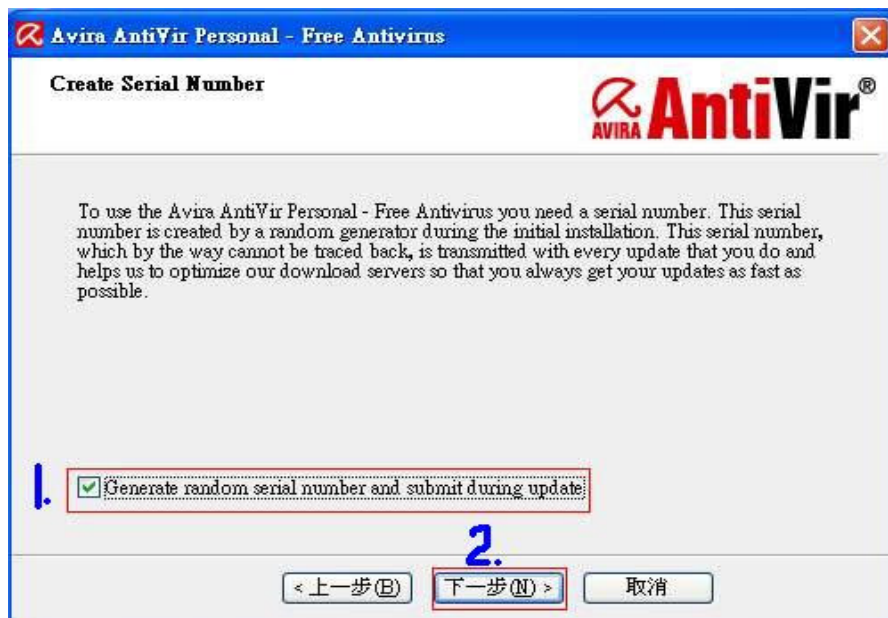 Avira AntiVir Personal - Free Antivirus
Create Serial Number
AVIRA AntiVir®
To use the Avira AntiVir Personal - Free Antivirus you need a serial number. This serial
number is created by a random generator during the initial installation. This serial number,
which by the way cannot be traced back, is transmitted with every update that you do and
helps us to optimize our download servers so that you always get your updates as fast as
possible.
1. Generate random serial number and submit during update
2.
<上一步(B) 下一步(N)> 取消